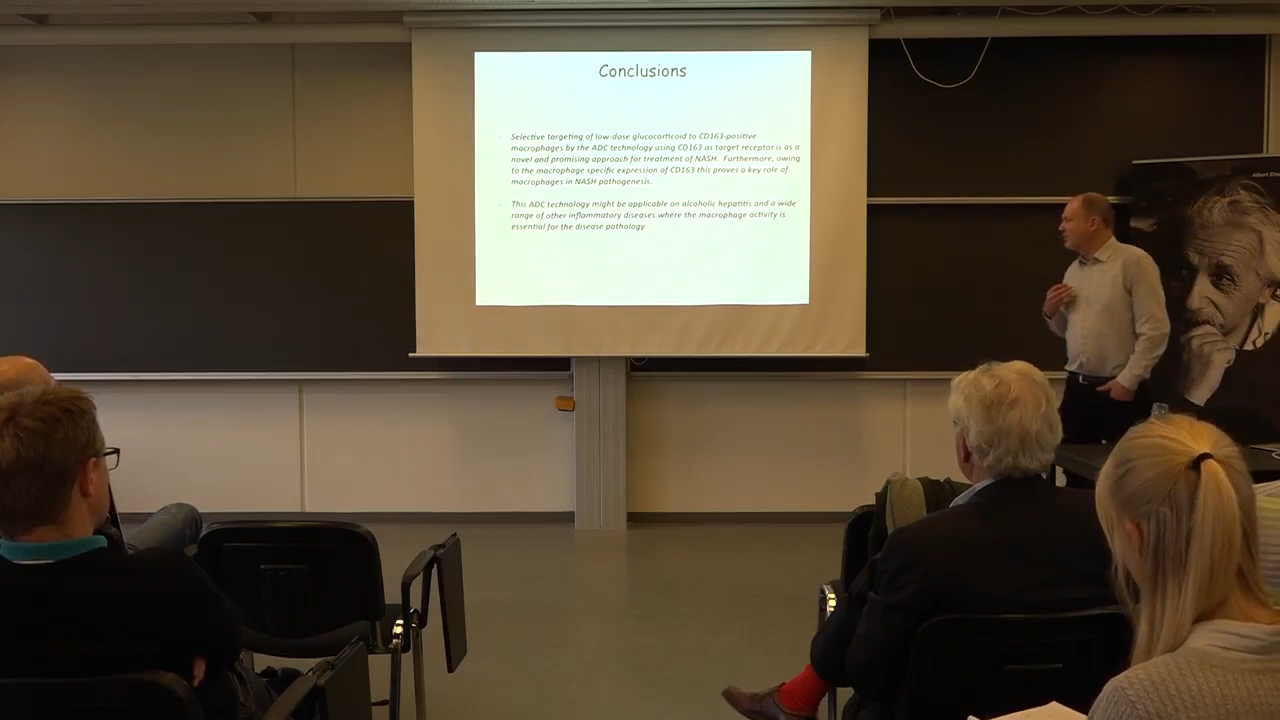 Conclusions
Selective targeting of low-dose glucocorticoid to CD163-positive
macrophages by the ADC technology using CD163 as target receptor is as a
novel and promising approach for treatment of NASH. Furthermore, owing
to the macrophage specific expression of CD163 this proves a key role of
macrophages in NASH pathogenesis.
This ADC technology might be applicable on alcoholic hepatitis and a wide
range of other inflammatory diseases where the macrophage activity is
essential for the disease pathology
Albert